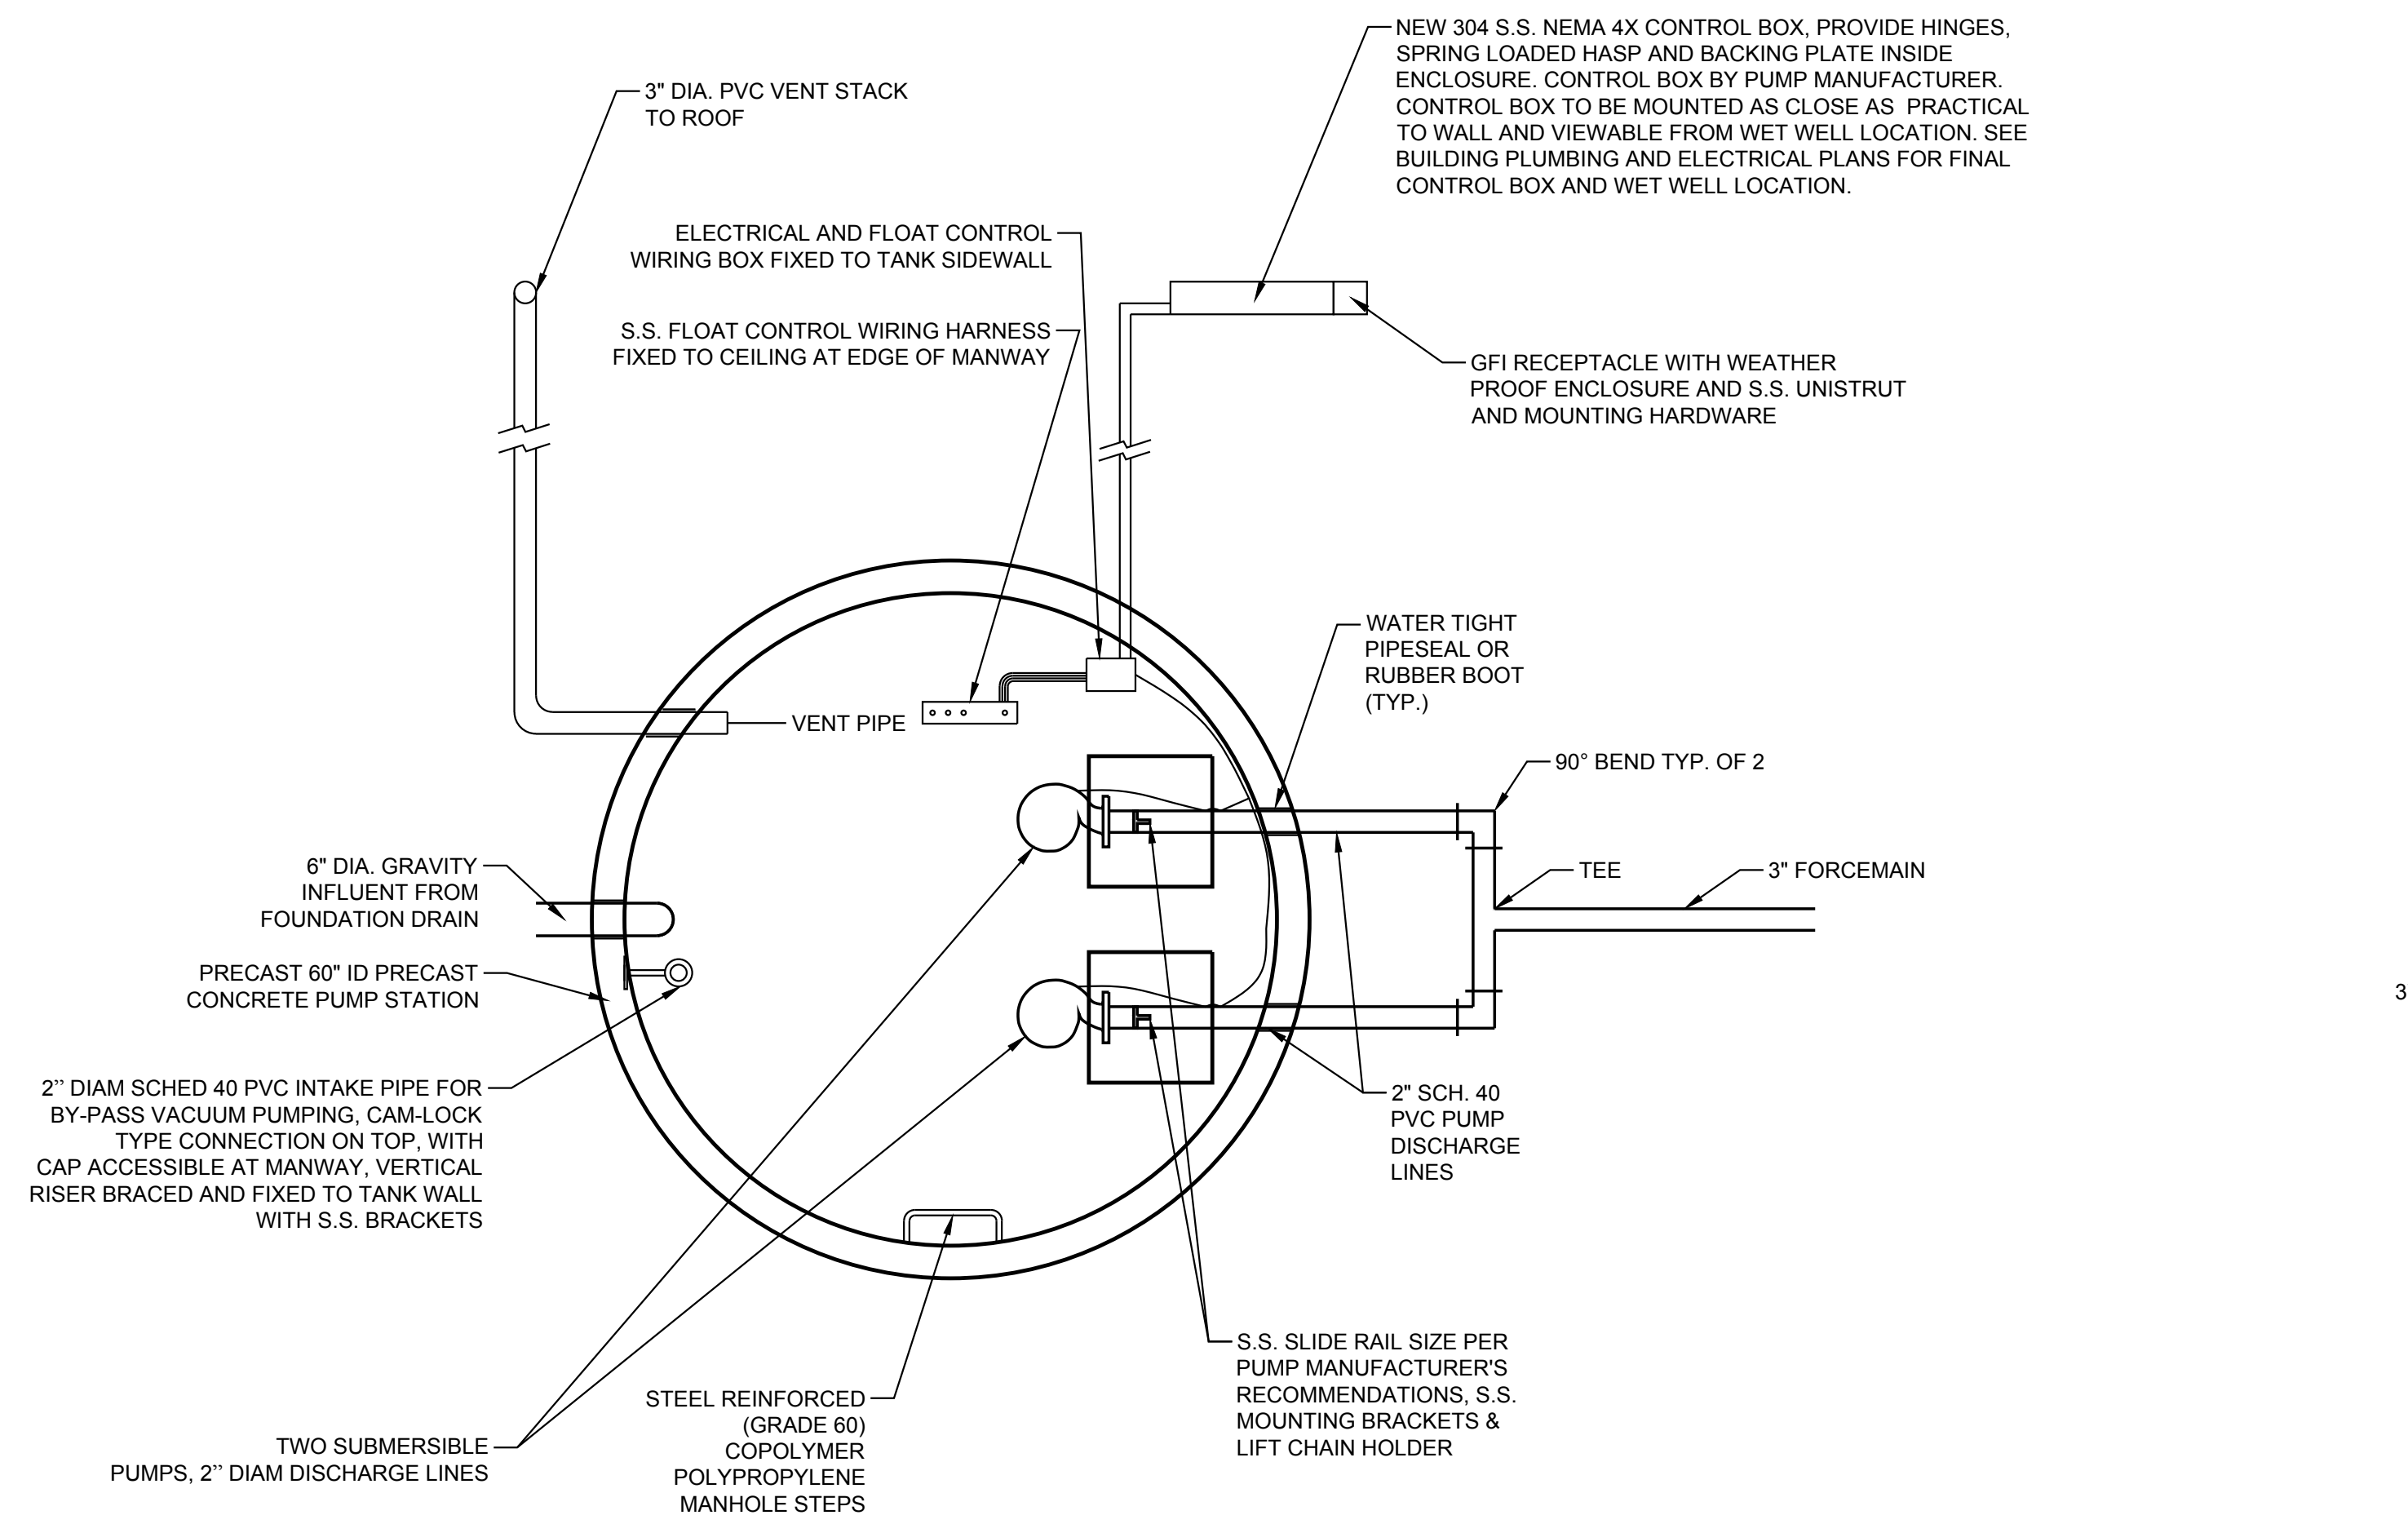 NEW 304 S.S. NEMA 4X CONTROL BOX, PROVIDE HINGES,
SPRING LOADED HASP AND BACKING PLATE INSIDE
ENCLOSURE. CONTROL BOX BY PUMP MANUFACTURER.
CONTROL BOX TO BE MOUNTED AS CLOSE AS PRACTICAL
TO WALL AND VIEWABLE FROM WET WELL LOCATION. SEE
BUILDING PLUMBING AND ELECTRICAL PLANS FOR FINAL
CONTROL BOX AND WET WELL LOCATION.
3" DIA. PVC VENT STACK
TO ROOF
ELECTRICAL AND FLOAT CONTROL
WIRING BOX FIXED TO TANK SIDEWALL
S.S. FLOAT CONTROL WIRING HARNESS
FIXED TO CEILING AT EDGE OF MANWAY
GFI RECEPTACLE WITH WEATHER
PROOF ENCLOSURE AND S.S. UNISTRUT
AND MOUNTING HARDWARE
WATER TIGHT
PIPESEAL OR
RUBBER BOOT
(TYP.)
VENT PIPE
90° BEND TYP. OF 2
6" DIA. GRAVITY
INFLUENT FROM
FOUNDATION DRAIN
TEE
3" FORCEMAIN
PRECAST 60" ID PRECAST
CONCRETE PUMP STATION
3
2” DIAM SCHED 40 PVC INTAKE PIPE FOR
BY-PASS VACUUM PUMPING, CAM-LOCK
TYPE CONNECTION ON TOP, WITH
CAP ACCESSIBLE AT MANWAY, VERTICAL
RISER BRACED AND FIXED TO TANK WALL
WITH S.S. BRACKETS
2" SCH. 40
PVC PUMP
DISCHARGE
LINES
S.S. SLIDE RAIL SIZE PER
PUMP MANUFACTURER'S
RECOMMENDATIONS, S.S.
MOUNTING BRACKETS &
LIFT CHAIN HOLDER
STEEL REINFORCED
(GRADE 60)
COPOLYMER
POLYPROPYLENE
MANHOLE STEPS
TWO SUBMERSIBLE
PUMPS, 2” DIAM DISCHARGE LINES